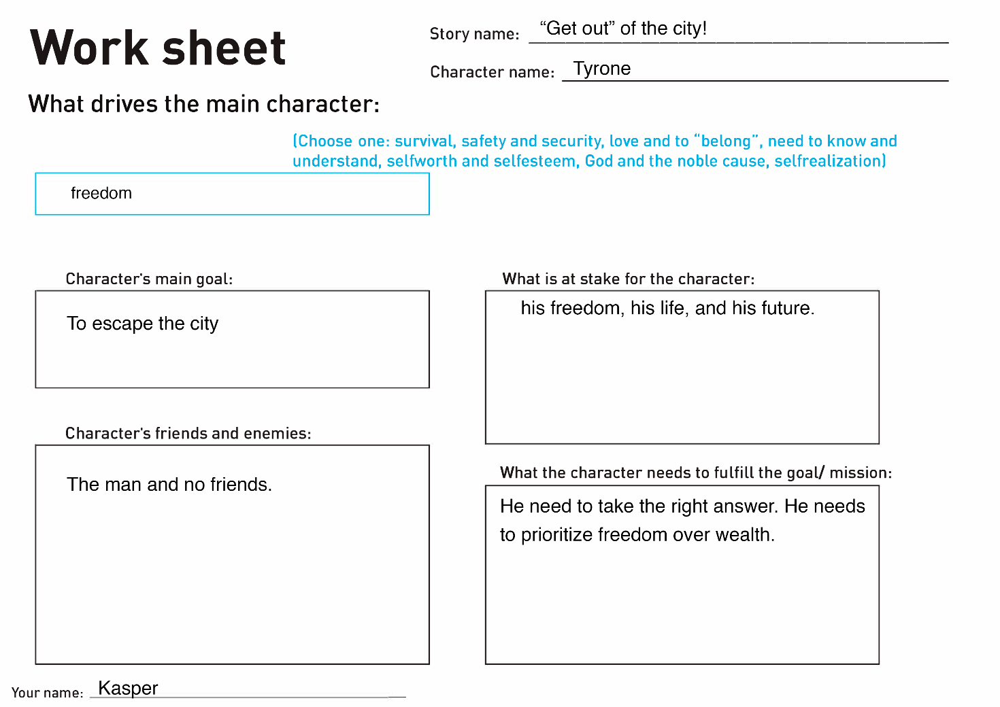 Work sheet
Story name: “Get out” of the city!
Character name: Tyrone
What drives the main character:
(Choose one: survival, safety and security, love and to “belong”, need to know and
understand, selfworth and selfesteem, God and the noble cause, selfrealization)
freedom
Character's main goal:
To escape the city
What is at stake for the character:
his freedom, his life, and his future.
Character's friends and enemies:
The man and no friends.
What the character needs to fulfill the goal/ mission:
He need to take the right answer. He needs
to prioritize freedom over wealth.
Your name: Kasper